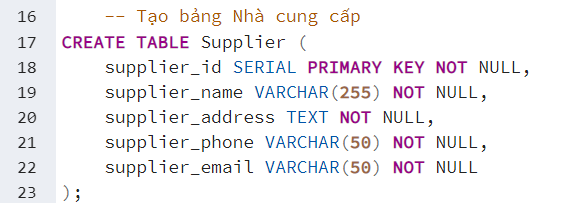 16 -- Tạo bảng Nhà cung cấp
17 CREATE TABLE Supplier (
18 supplier_id SERIAL PRIMARY KEY NOT NULL,
19 supplier_name VARCHAR(255) NOT NULL,
20 supplier_address TEXT NOT NULL,
21 supplier_phone VARCHAR(50) NOT NULL,
22 supplier_email VARCHAR(50) NOT NULL
23 );